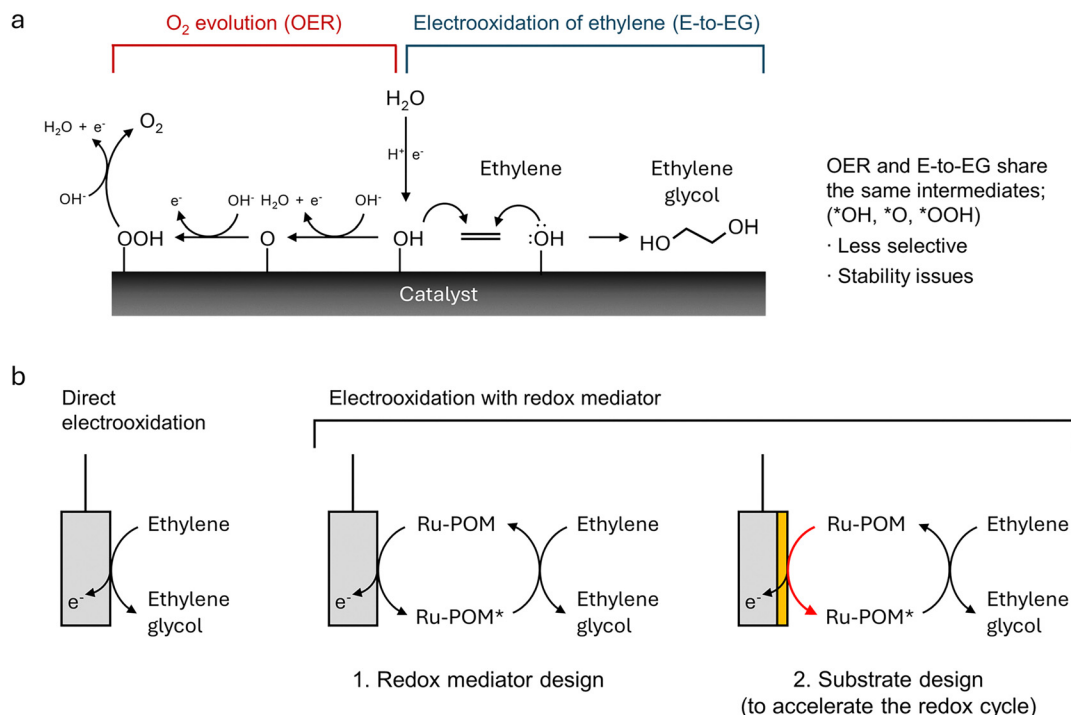 a
O₂ evolution (OER)
Electrooxidation of ethylene (E-to-EG)
H₂O
H₂O + e⁻
O₂
H⁺ e⁻
Ethylene
Ethylene
glycol
OH⁻
e⁻
OH⁻
H₂O + e⁻
OH⁻
OOH
O
OH
:ÖH
HO
OH
Catalyst
OER and E-to-EG share
the same intermediates;
(*OH, *O, *OOH)
· Less selective
· Stability issues
b
Direct
electrooxidation
Electrooxidation with redox mediator
Ethylene
e⁻
Ethylene
glycol
Ru-POM
Ethylene
e⁻
Ru-POM*
Ethylene
glycol
1. Redox mediator design
Ru-POM
Ethylene
e⁻
Ru-POM*
Ethylene
glycol
2. Substrate design
(to accelerate the redox cycle)